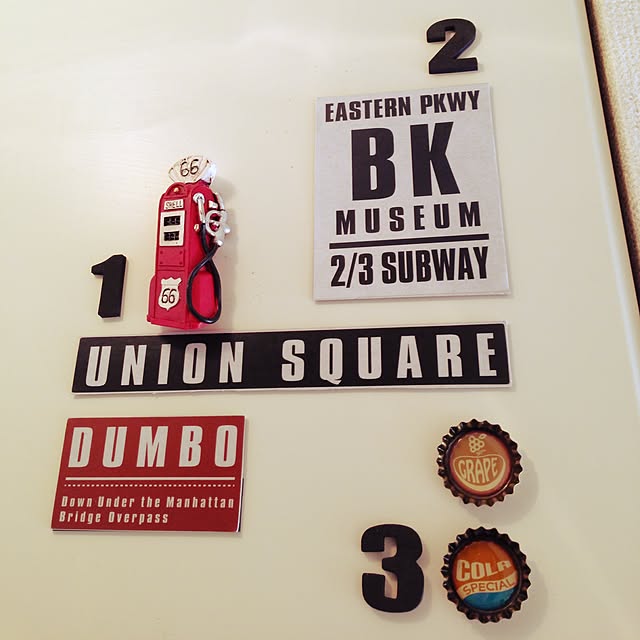 2
EASTERN PKWY
BK
MUSEUM
2/3 SUBWAY
66
SHELL
66
1
UNION SQUARE
DUMBO
Down Under the Manhattan
Bridge Overpass
GRAPE
3
COLA
SPECIAL